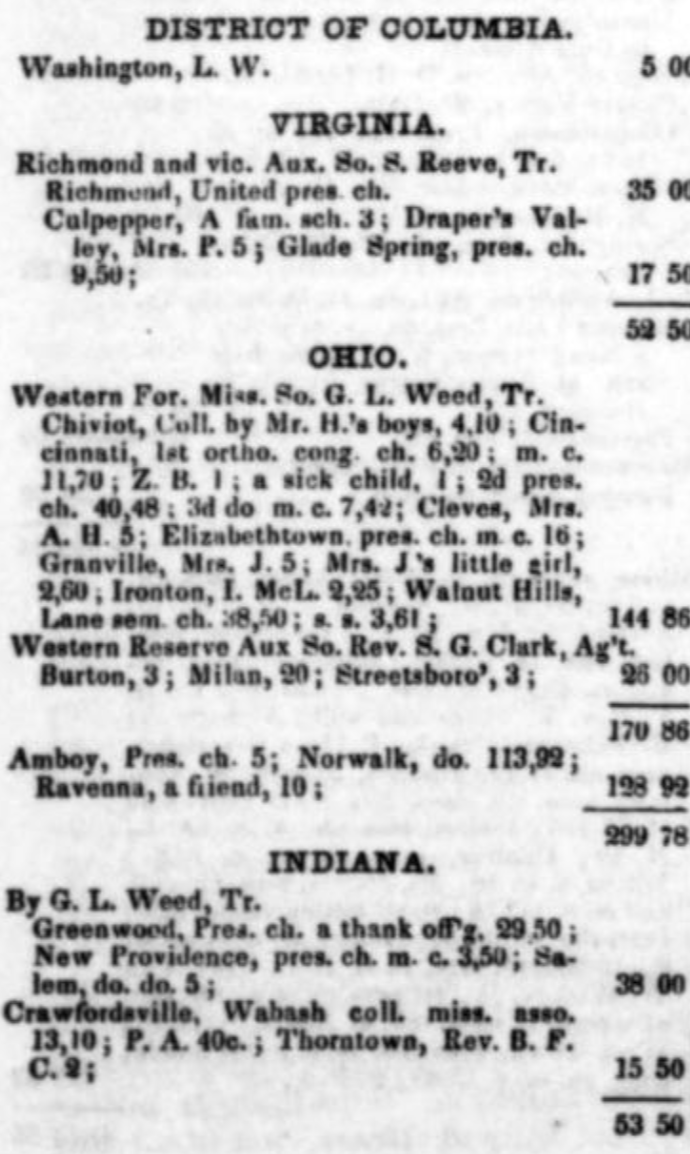 DISTRICT OF COLUMBIA.
Washington, L. W. 5 00
VIRGINIA.
Richmond and vic. Aux. So. S. Reeve, Tr.
Richmond, United pres. ch. 35 00
Culpepper, A fam. sch. 3; Draper's Val-
ley, Mrs. P. 5; Glade Spring, pres. ch.
9,50; 17 50
52 50
OHIO.
Western For. Miss. So. G. L. Weed, Tr.
Chiviot, Coll. by Mr. H.'s boys, 4,10; Cin-
cinnati, 1st ortho. cong. ch. 6,20; m. c.
11,70; Z. B. 1; a sick child, 1; 2d pres.
ch. 40,48; 3d do m. c. 7,42; Cleves, Mrs.
A. H. 5; Elizabethtown, pres. ch. m. c. 16;
Granville, Mrs. J. 5; Mrs. J.'s little girl,
2,60; Ironton, I. McL. 2,25; Walnut Hills,
Lane sem. ch. 38,50; s. s. 3,61; 144 86
Western Reserve Aux So. Rev. S. G. Clark, Ag't.
Burton, 3; Milan, 20; Streetsboro', 3; 26 00
170 86
Amboy, Pres. ch. 5; Norwalk, do. 113,92;
Ravenna, a friend, 10; 128 92
299 78
INDIANA.
By G. L. Weed, Tr.
Greenwood, Pres. ch. a thank off'g. 29,50;
New Providence, pres. ch. m. c. 3,50; Sa-
lem, do. do. 5; 38 00
Crawfordsville, Wabash coll. miss. asso.
13,10; P. A. 40c.; Thorntown, Rev. B. F.
C. 2; 15 50
53 50